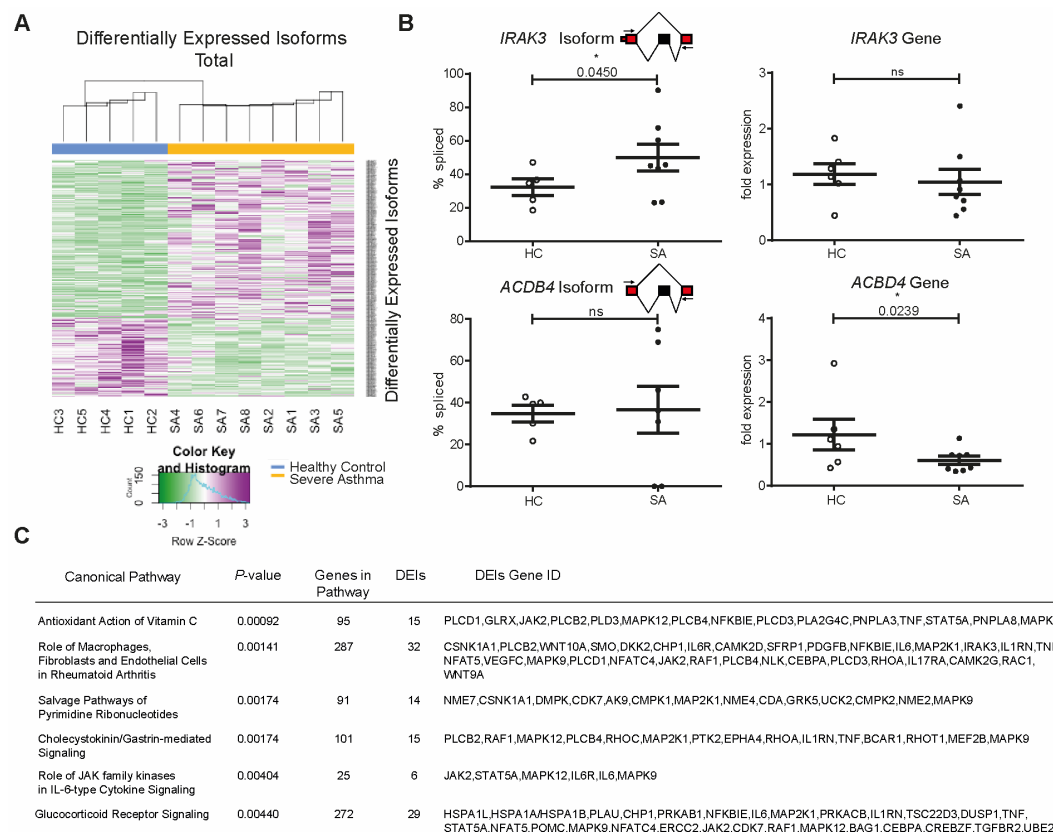 A
Differentially Expressed Isoforms
Total
Differentially Expressed Isoforms
HC3 HC5 HC4 HC1 HC2 SA4 SA6 SA7 SA8 SA2 SA1 SA3 SA5
Color Key
and Histogram
Count
0 150
-3 -1 1 3
Row Z-Score
Healthy Control
Severe Asthma
B
IRAK3 Isoform
*
0.0450
% spliced
100
80
60
40
20
0
HC SA
IRAK3 Gene
ns
fold expression
3
2
1
0
HC SA
ACDB4 Isoform
ns
% spliced
80
60
40
20
0
HC SA
ACBD4 Gene
*
0.0239
fold expression
4
3
2
1
0
HC SA
C
Canonical Pathway P-value Genes in Pathway DEIs DEIs Gene ID
Antioxidant Action of Vitamin C 0.00092 95 15 PLCD1,GLRX,JAK2,PLCB2,PLD3,MAPK12,PLCB4,NFKBIE,PLCD3,PLA2G4C,PNPLA3,TNF,STAT5A,PNPLA8,MAPK
Role of Macrophages, 0.00141 287 32 CSNK1A1,PLCB2,WNT10A,SMO,DKK2,CHP1,IL6R,CAMK2D,SFRP1,PDGFB,NFKBIE,IL6,MAP2K1,IRAK3,IL1RN,TN
Fibroblasts and Endothelial Cells NFAT5,VEGFC,MAPK9,PLCD1,NFATC4,JAK2,RAF1,PLCB4,NLK,CEBPA,PLCD3,RHOA,IL17RA,CAMK2G,RAC1,
in Rheumatoid Arthritis WNT9A
Salvage Pathways of 0.00174 91 14 NME7,CSNK1A1,DMPK,CDK7,AK9,CMPK1,MAP2K1,NME4,CDA,GRK5,UCK2,CMPK2,NME2,MAPK9
Pyrimidine Ribonucleotides
Cholecystokinin/Gastrin-mediated 0.00174 101 15 PLCB2,RAF1,MAPK12,PLCB4,RHOC,MAP2K1,PTK2,EPHA4,RHOA,IL1RN,TNF,BCAR1,RHOT1,MEF2B,MAPK9
Signaling
Role of JAK family kinases 0.00404 25 6 JAK2,STAT5A,MAPK12,IL6R,IL6,MAPK9
in IL-6-type Cytokine Signaling
Glucocorticoid Receptor Signaling 0.00440 272 29 HSPA1L,HSPA1A/HSPA1B,PLAU,CHP1,PRKAB1,NFKBIE,IL6,MAP2K1,PRKACB,IL1RN,TSC22D3,DUSP1,TNF,
STAT5A,NFAT5,POMC,MAPK9,NFATC4,ERCC2,JAK2,CDK7,RAF1,MAPK12,BAG1,CEBPA,CREBZF,TGFBR2,UBE2